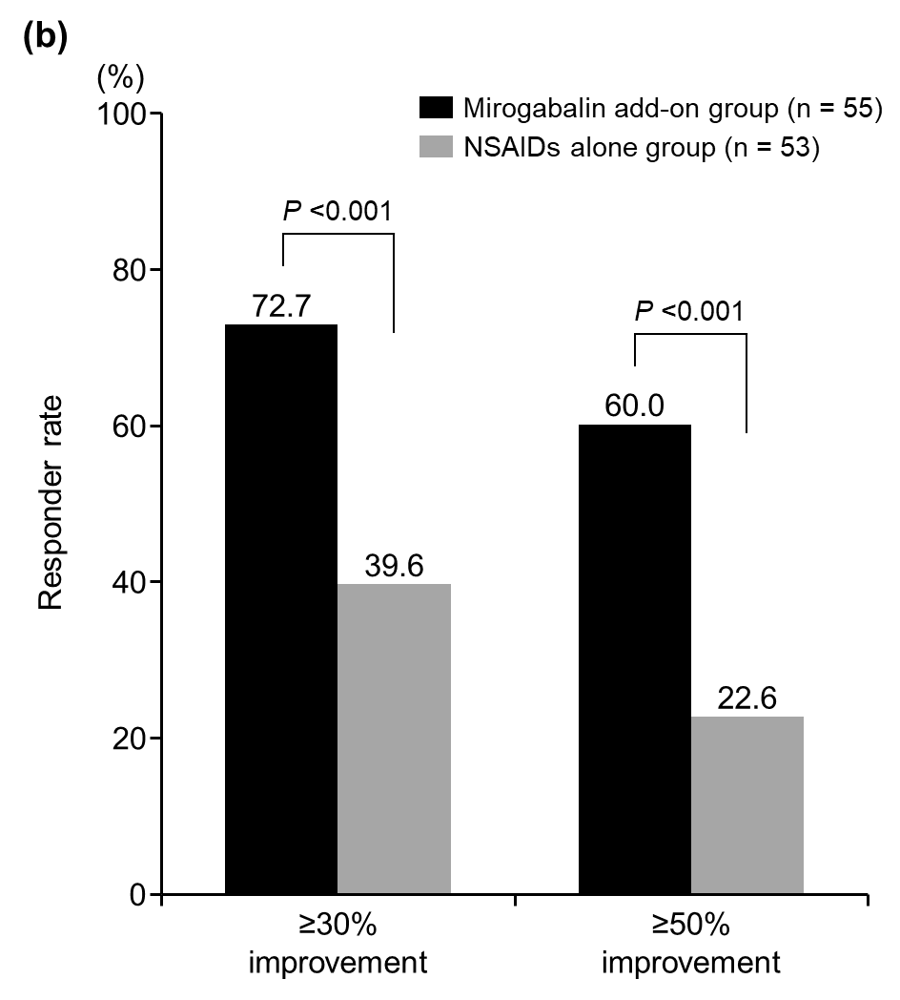 (b)
(%)
100
80
60
40
20
0
Responder rate
Mirogabalin add-on group (n = 55)
NSAIDs alone group (n = 53)
P <0.001
72.7
39.6
P <0.001
60.0
22.6
≥30%
improvement
≥50%
improvement